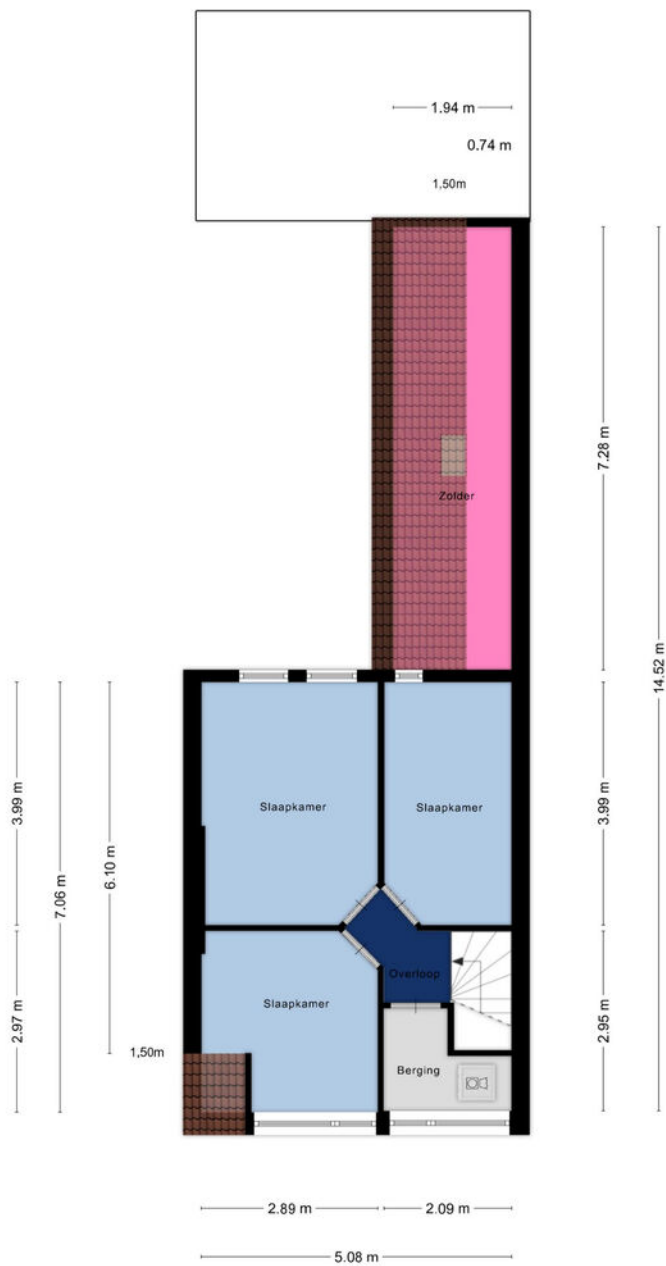 1.94 m
0.74 m
1,50m
7.28 m
14.52 m
Zolder
3.99 m
7.06 m
6.10 m
3.99 m
Slaapkamer
Slaapkamer
Overloop
Slaapkamer
2.97 m
2.95 m
1,50m
Berging
2.89 m
2.09 m
5.08 m